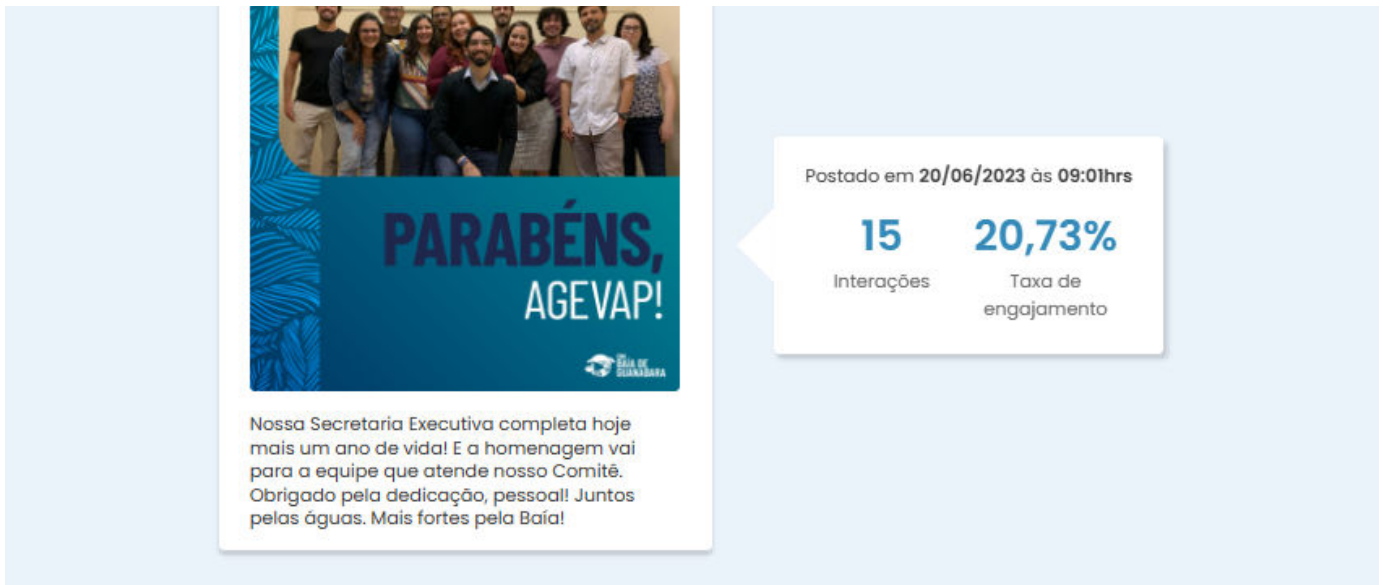 PARABÉNS,
AGEVAP!
BAÍA DE
GUANABARA
Nossa Secretaria Executiva completa hoje
mais um ano de vida! E a homenagem vai
para a equipe que atende nosso Comitê.
Obrigado pela dedicação, pessoal! Juntos
pelas águas. Mais fortes pela Baía!
Postado em 20/06/2023 às 09:01hrs
15
Interações
20,73%
Taxa de
engajamento